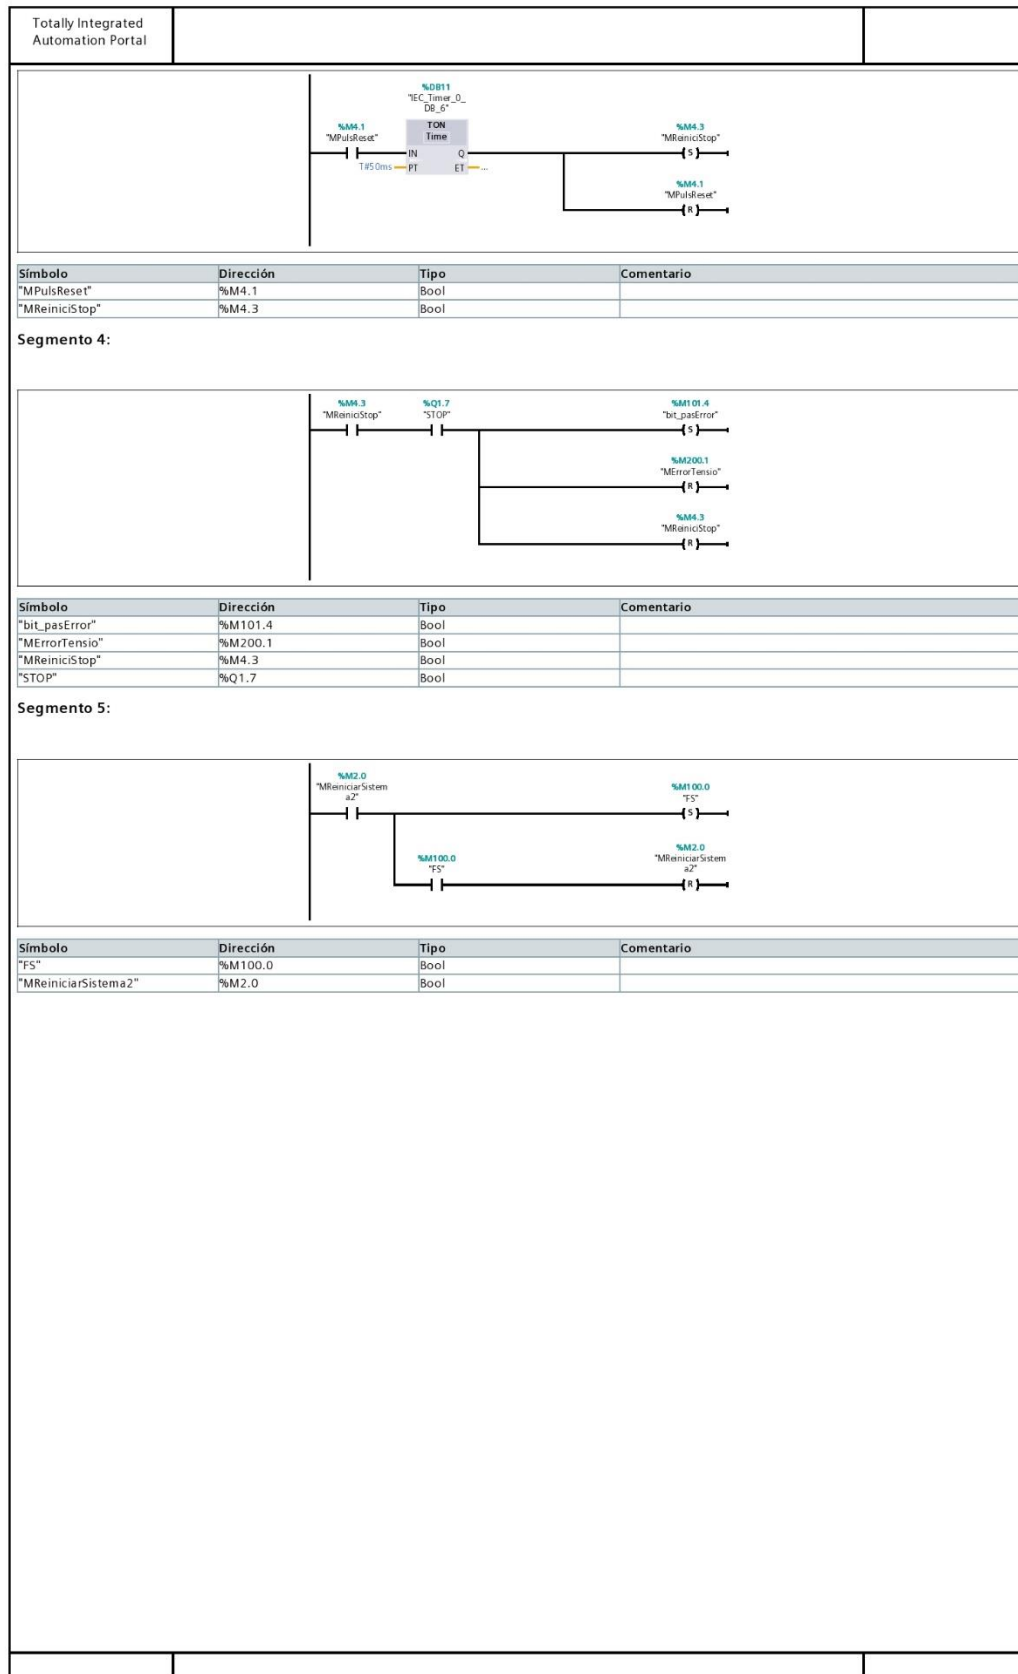 Totally Integrated
Automation Portal
%DB11
"IEC_Timer_0_
DB_6"
%M4.1
"MPulsReset"
TON
Time
%M4.3
"MReiniciStop"
IN Q
S
T#50ms PT ET ...
%M4.1
"MPulsReset"
R
Símbolo Dirección Tipo Comentario
"MPulsReset" %M4.1 Bool
"MReiniciStop" %M4.3 Bool
Segmento 4:
%M4.3 %Q1.7 %M101.4
"MReiniciStop" "STOP" "bit_pasError"
S
%M200.1
"MErrorTensio"
R
%M4.3
"MReiniciStop"
R
Símbolo Dirección Tipo Comentario
"bit_pasError" %M101.4 Bool
"MErrorTensio" %M200.1 Bool
"MReiniciStop" %M4.3 Bool
"STOP" %Q1.7 Bool
Segmento 5:
%M2.0
"MReiniciarSistem
a2"
%M100.0
"FS"
S
%M100.0
"FS"
%M2.0
"MReiniciarSistem
a2"
R
Símbolo Dirección Tipo Comentario
"FS" %M100.0 Bool
"MReiniciarSistema2" %M2.0 Bool